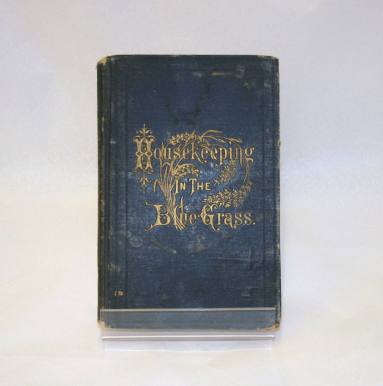 Housekeeping
IN THE
Blue Grass.